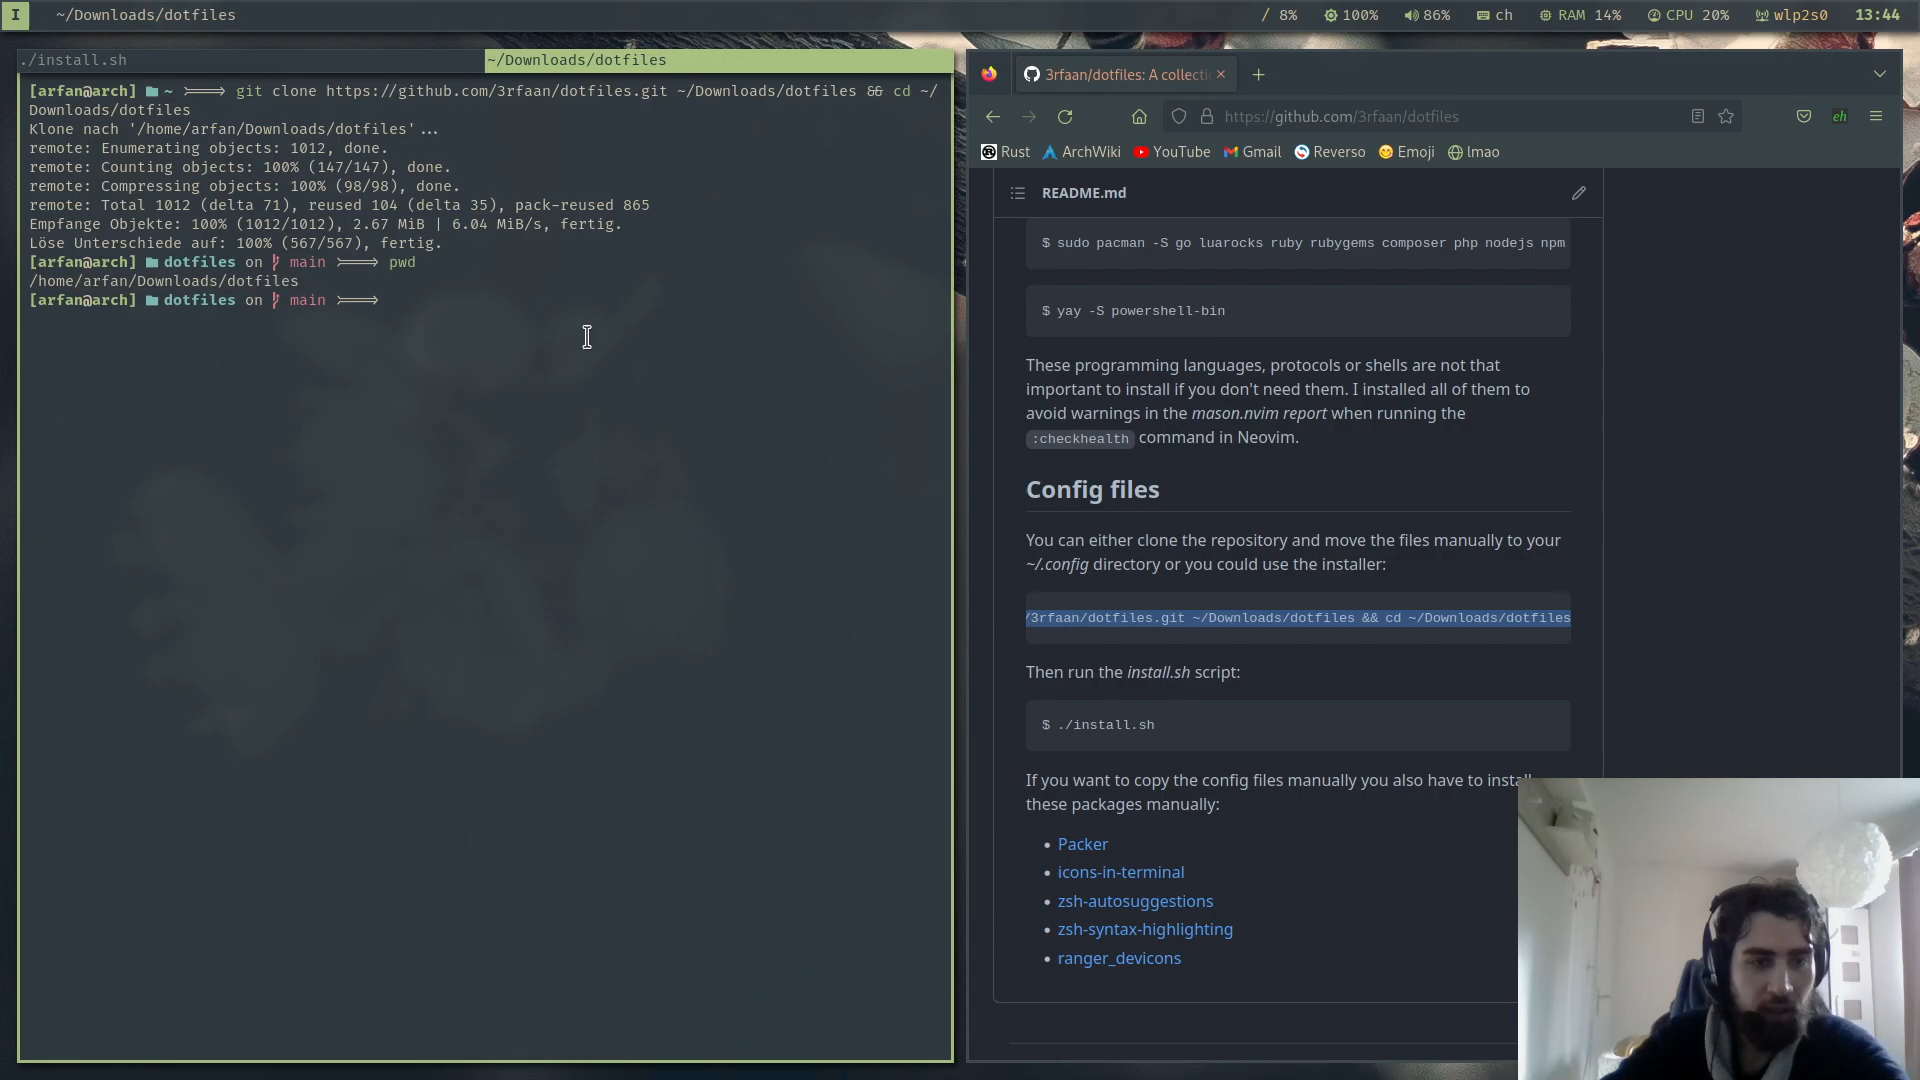 I ~/Downloads/dotfiles / 8% 100% 86% ch RAM 14% CPU 20% wlp2s0 13:44
./install.sh
~/Downloads/dotfiles
[arfan@arch] ~ >===> git clone https://github.com/3rfaan/dotfiles.git ~/Downloads/dotfiles && cd ~/
Downloads/dotfiles
Klone nach '/home/arfan/Downloads/dotfiles'...
remote: Enumerating objects: 1012, done.
remote: Counting objects: 100% (147/147), done.
remote: Compressing objects: 100% (98/98), done.
remote: Total 1012 (delta 71), reused 104 (delta 35), pack-reused 865
Empfange Objekte: 100% (1012/1012), 2.67 MiB | 6.04 MiB/s, fertig.
Löse Unterschiede auf: 100% (567/567), fertig.
[arfan@arch] dotfiles on main >===> pwd
/home/arfan/Downloads/dotfiles
[arfan@arch] dotfiles on main >===>
3rfaan/dotfiles: A collecti
https://github.com/3rfaan/dotfiles
eh
Rust ArchWiki YouTube Gmail Reverso Emoji lmao
README.md
$ sudo pacman -S go luarocks ruby rubygems composer php nodejs npm
$ yay -S powershell-bin
These programming languages, protocols or shells are not that
important to install if you don't need them. I installed all of them to
avoid warnings in the mason.nvim report when running the
:checkhealth command in Neovim.
Config files
You can either clone the repository and move the files manually to your
~/.config directory or you could use the installer:
/3rfaan/dotfiles.git ~/Downloads/dotfiles && cd ~/Downloads/dotfiles
Then run the install.sh script:
$ ./install.sh
If you want to copy the config files manually you also have to install
these packages manually:
Packer
icons-in-terminal
zsh-autosuggestions
zsh-syntax-highlighting
ranger_devicons